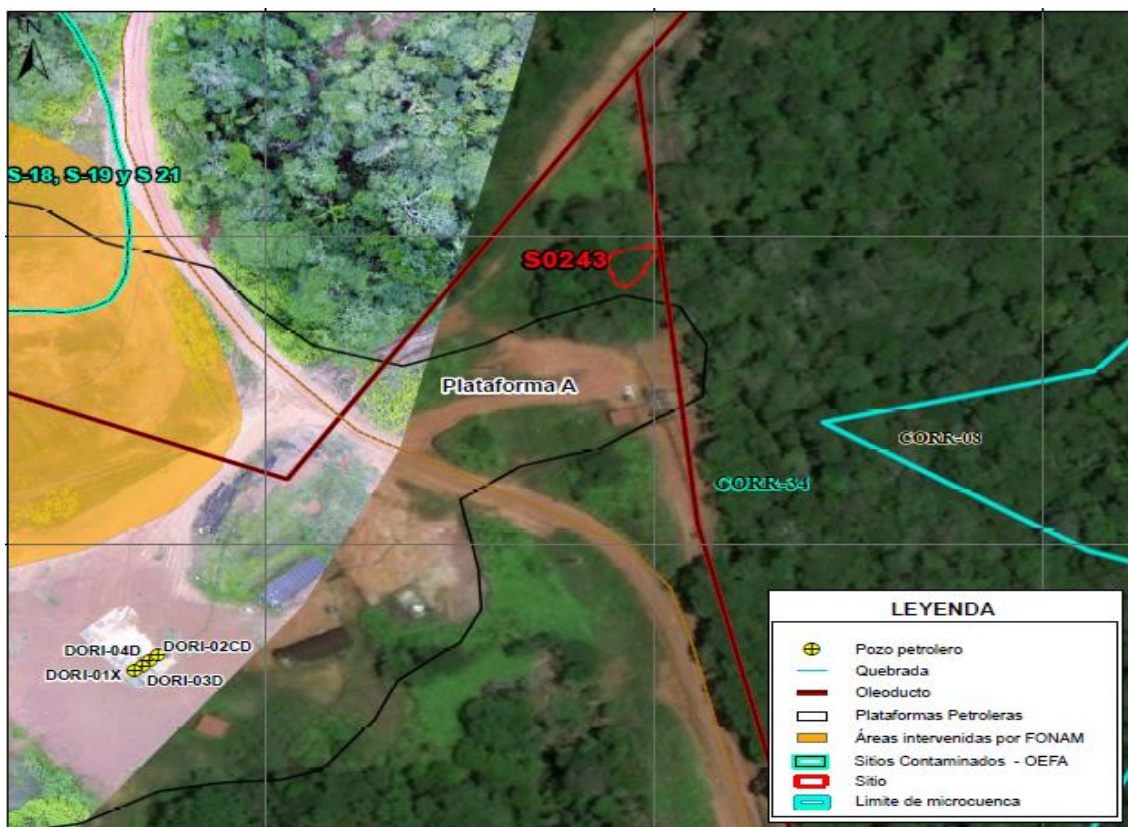 N
S-18, S-19 y S 21
S0243
Plataforma A
CORR-08
CORR-34
DORI-04D
DORI-02CD
DORI-01X
DORI-03D
LEYENDA
Pozo petrolero
Quebrada
Oleoducto
Plataformas Petroleras
Áreas intervenidas por FONAM
Sitios Contaminados - OEFA
Sitio
Limite de microcuenca